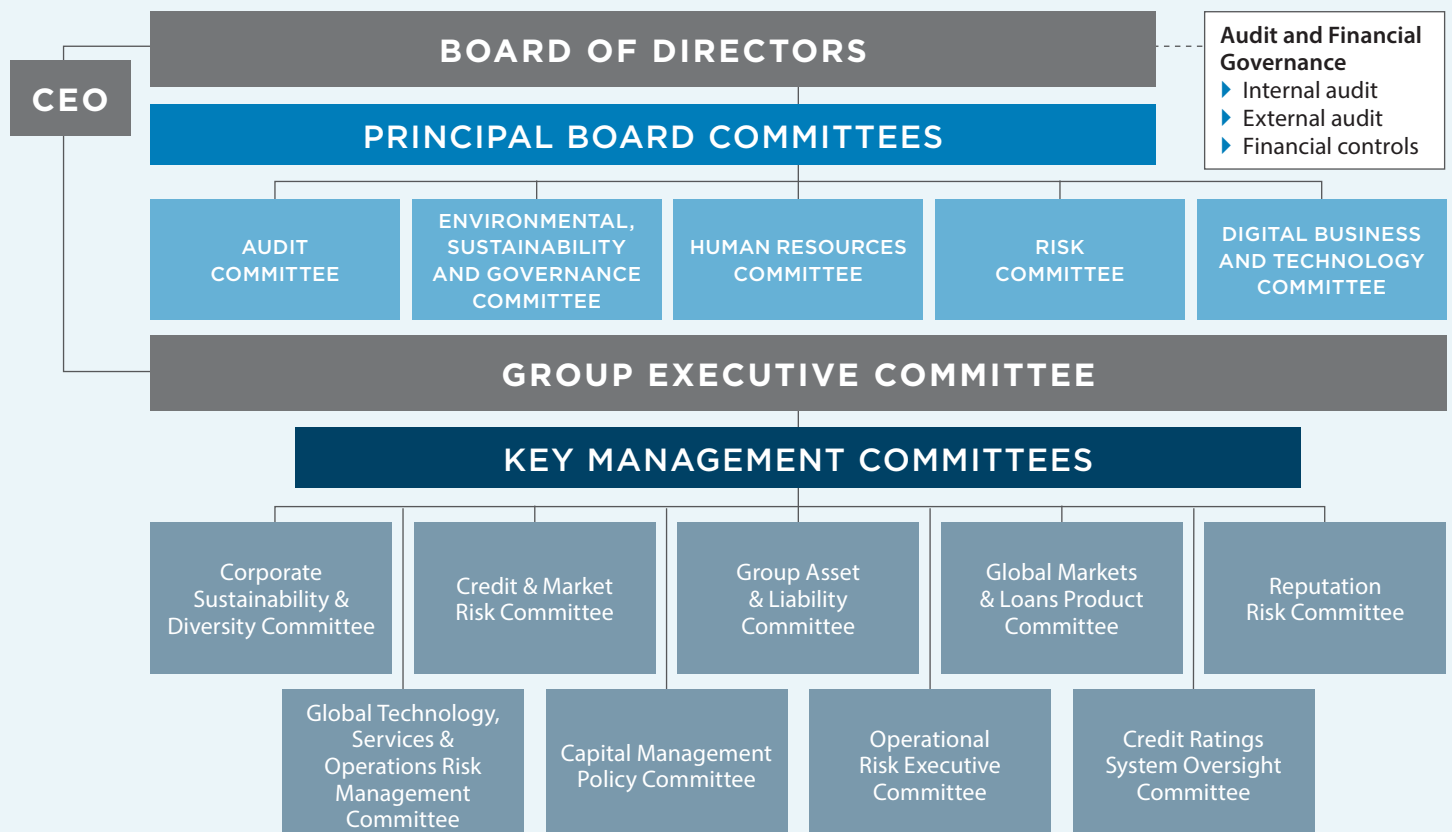 BOARD OF DIRECTORS
Audit and Financial
Governance
Internal audit
External audit
Financial controls
CEO
PRINCIPAL BOARD COMMITTEES
AUDIT
COMMITTEE
ENVIRONMENTAL,
SUSTAINABILITY
AND GOVERNANCE
COMMITTEE
HUMAN RESOURCES
COMMITTEE
RISK
COMMITTEE
DIGITAL BUSINESS
AND TECHNOLOGY
COMMITTEE
GROUP EXECUTIVE COMMITTEE
KEY MANAGEMENT COMMITTEES
Corporate
Sustainability &
Diversity Committee
Credit & Market
Risk Committee
Group Asset
& Liability
Committee
Global Markets
& Loans Product
Committee
Reputation
Risk Committee
Global Technology,
Services &
Operations Risk
Management
Committee
Capital Management
Policy Committee
Operational
Risk Executive
Committee
Credit Ratings
System Oversight
Committee